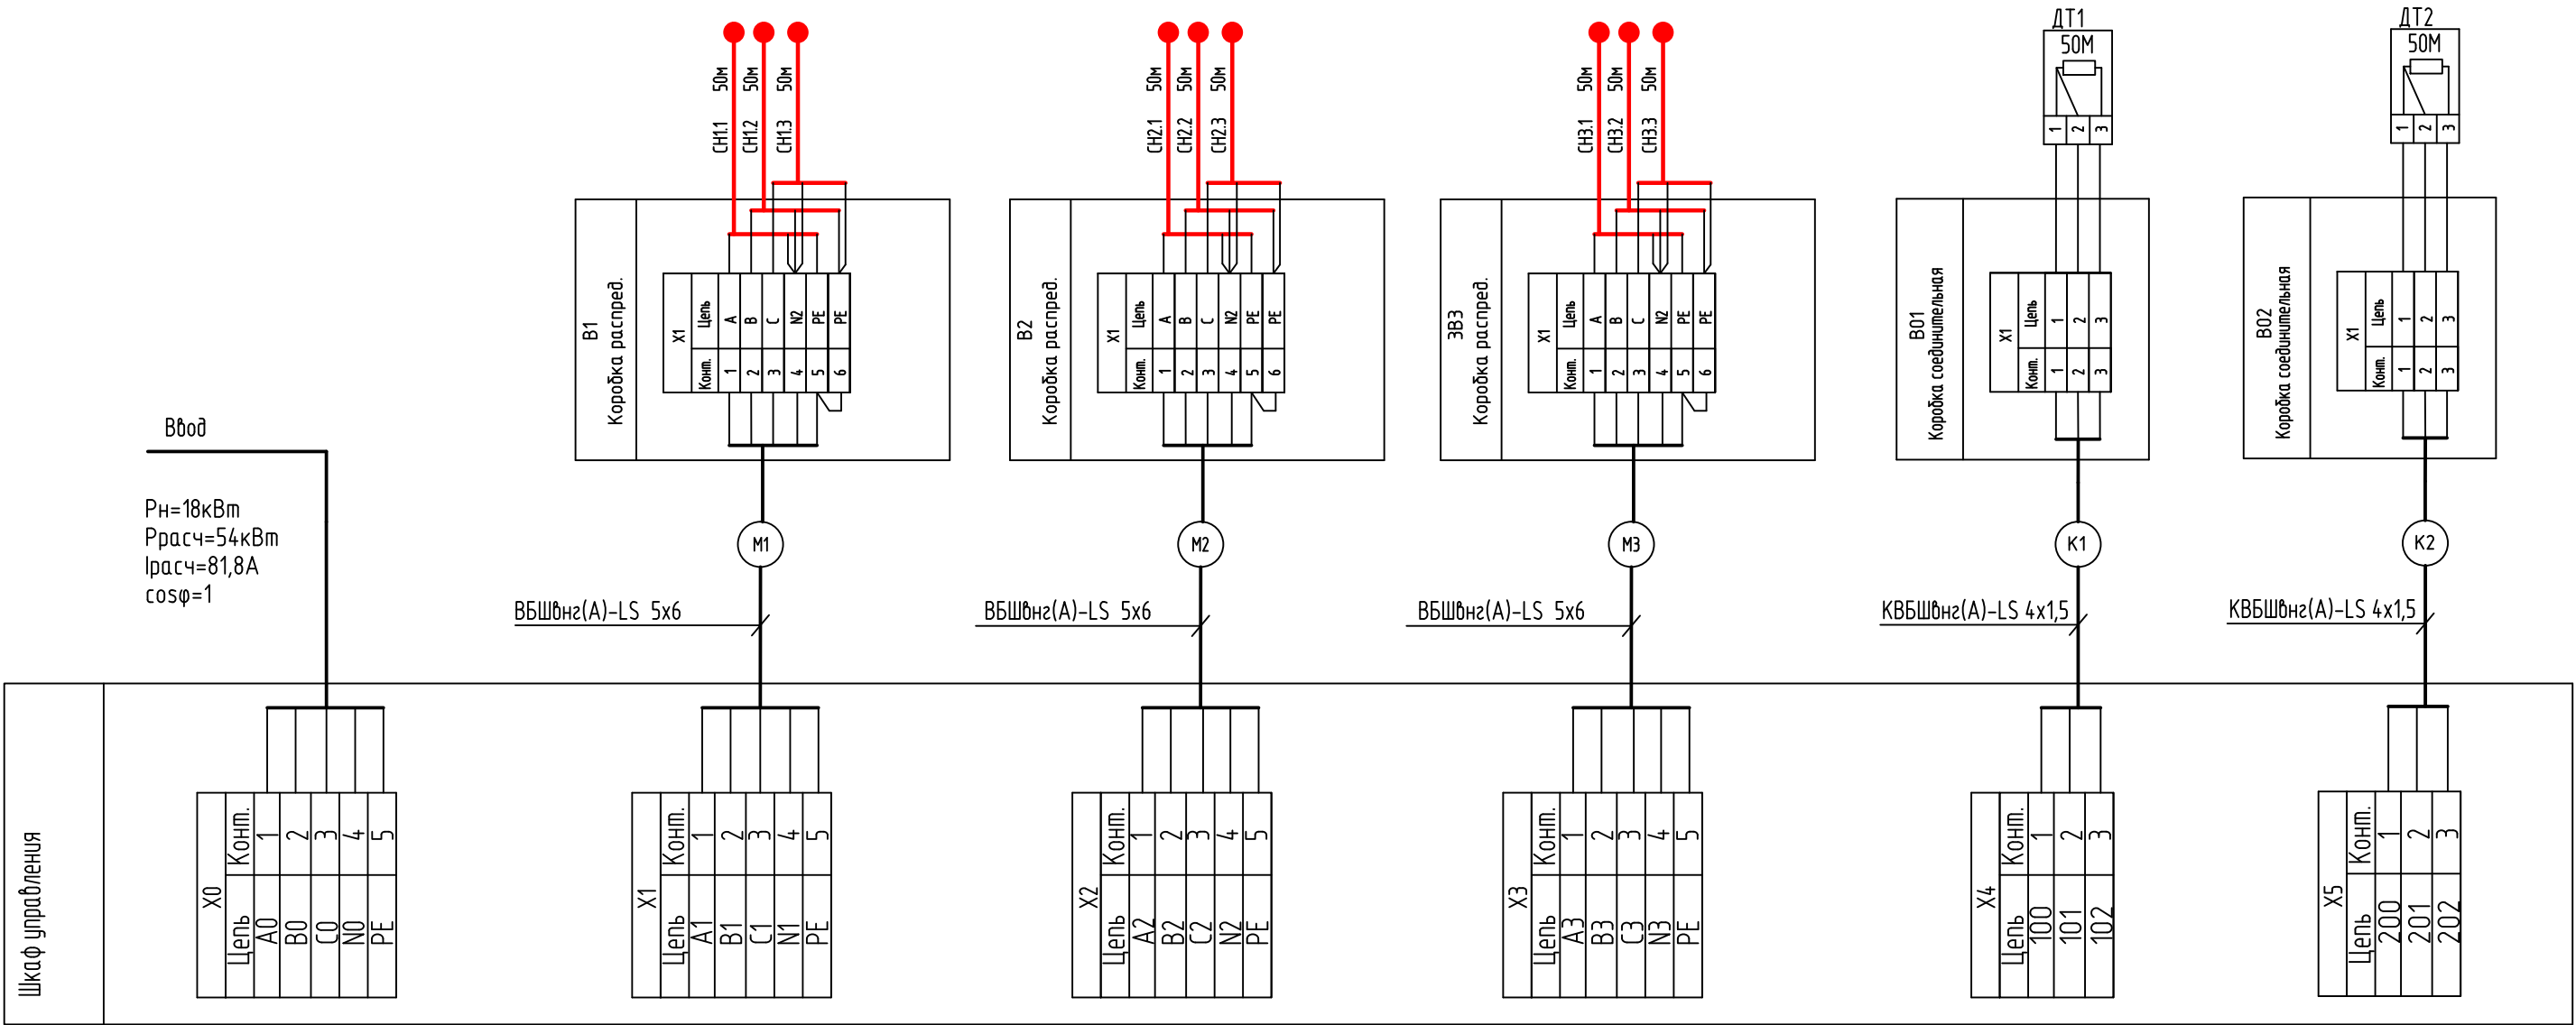 ДТ1
50М
1 2 3
ДТ2
50М
1 2 3
СН1.1 50м
СН1.2 50м
СН1.3 50м
СН2.1 50м
СН2.2 50м
СН2.3 50м
СН3.1 50м
СН3.2 50м
СН3.3 50м
В1
Коробка распред.
Х1
Цепь A B C N2 PE PE
Конт. 1 2 3 4 5 6
В2
Коробка распред.
Х1
Цепь A B C N2 PE PE
Конт. 1 2 3 4 5 6
ЗВ3
Коробка распред.
Х1
Цепь A B C N2 PE PE
Конт. 1 2 3 4 5 6
ВО1
Коробка соединительная
Х1
Цепь 1 2 3
Конт. 1 2 3
ВО2
Коробка соединительная
Х1
Цепь 1 2 3
Конт. 1 2 3
Ввод
Рн=18кВт
Ррасч=54кВт
Iрасч=81,8А
cosφ=1
М1
М2
М3
К1
К2
ВБШвнг(А)-LS 5х6
ВБШвнг(А)-LS 5х6
ВБШвнг(А)-LS 5х6
КВБШвнг(А)-LS 4х1,5
КВБШвнг(А)-LS 4х1,5
Шкаф управления
Х0
Конт. 1 2 3 4 5
Цепь A0 B0 C0 N0 PE
Х1
Конт. 1 2 3 4 5
Цепь A1 B1 C1 N1 PE
Х2
Конт. 1 2 3 4 5
Цепь A2 B2 C2 N2 PE
Х3
Конт. 1 2 3 4 5
Цепь A3 B3 C3 N3 PE
Х4
Конт. 1 2 3
Цепь 100 101 102
Х5
Конт. 1 2 3
Цепь 200 201 202